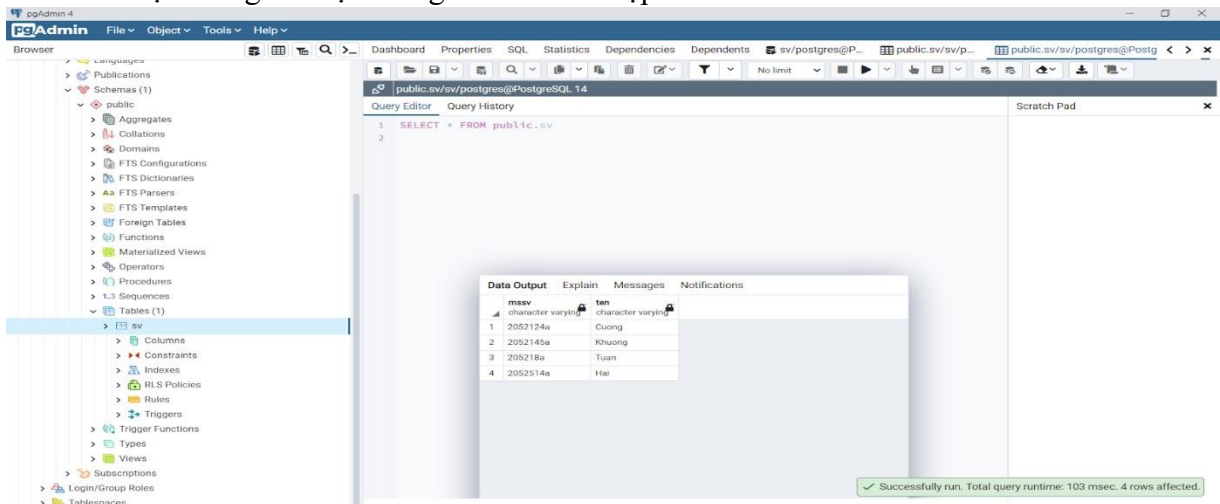 pgAdmin 4
pgAdmin File Object Tools Help
Browser
Dashboard Properties SQL Statistics Dependencies Dependents sv/postgres@P... public.sv/sv/p... public.sv/sv/postgres@Postg
No limit
public.sv/sv/postgres@PostgreSQL 14
Query Editor Query History
Scratch Pad
1 SELECT * FROM public.sv
2
Languages
Publications
Schemas (1)
public
Aggregates
Collations
Domains
FTS Configurations
FTS Dictionaries
FTS Parsers
FTS Templates
Foreign Tables
Functions
Materialized Views
Operators
Procedures
1..3 Sequences
Tables (1)
sv
Columns
Constraints
Indexes
RLS Policies
Rules
Triggers
Trigger Functions
Types
Views
Subscriptions
Login/Group Roles
Tablespaces
Data Output Explain Messages Notifications
mssv ten
character varying character varying
1 2052124a Cuong
2 2052145a Khuong
3 205218a Tuan
4 2052514a Hai
Successfully run. Total query runtime: 103 msec. 4 rows affected.